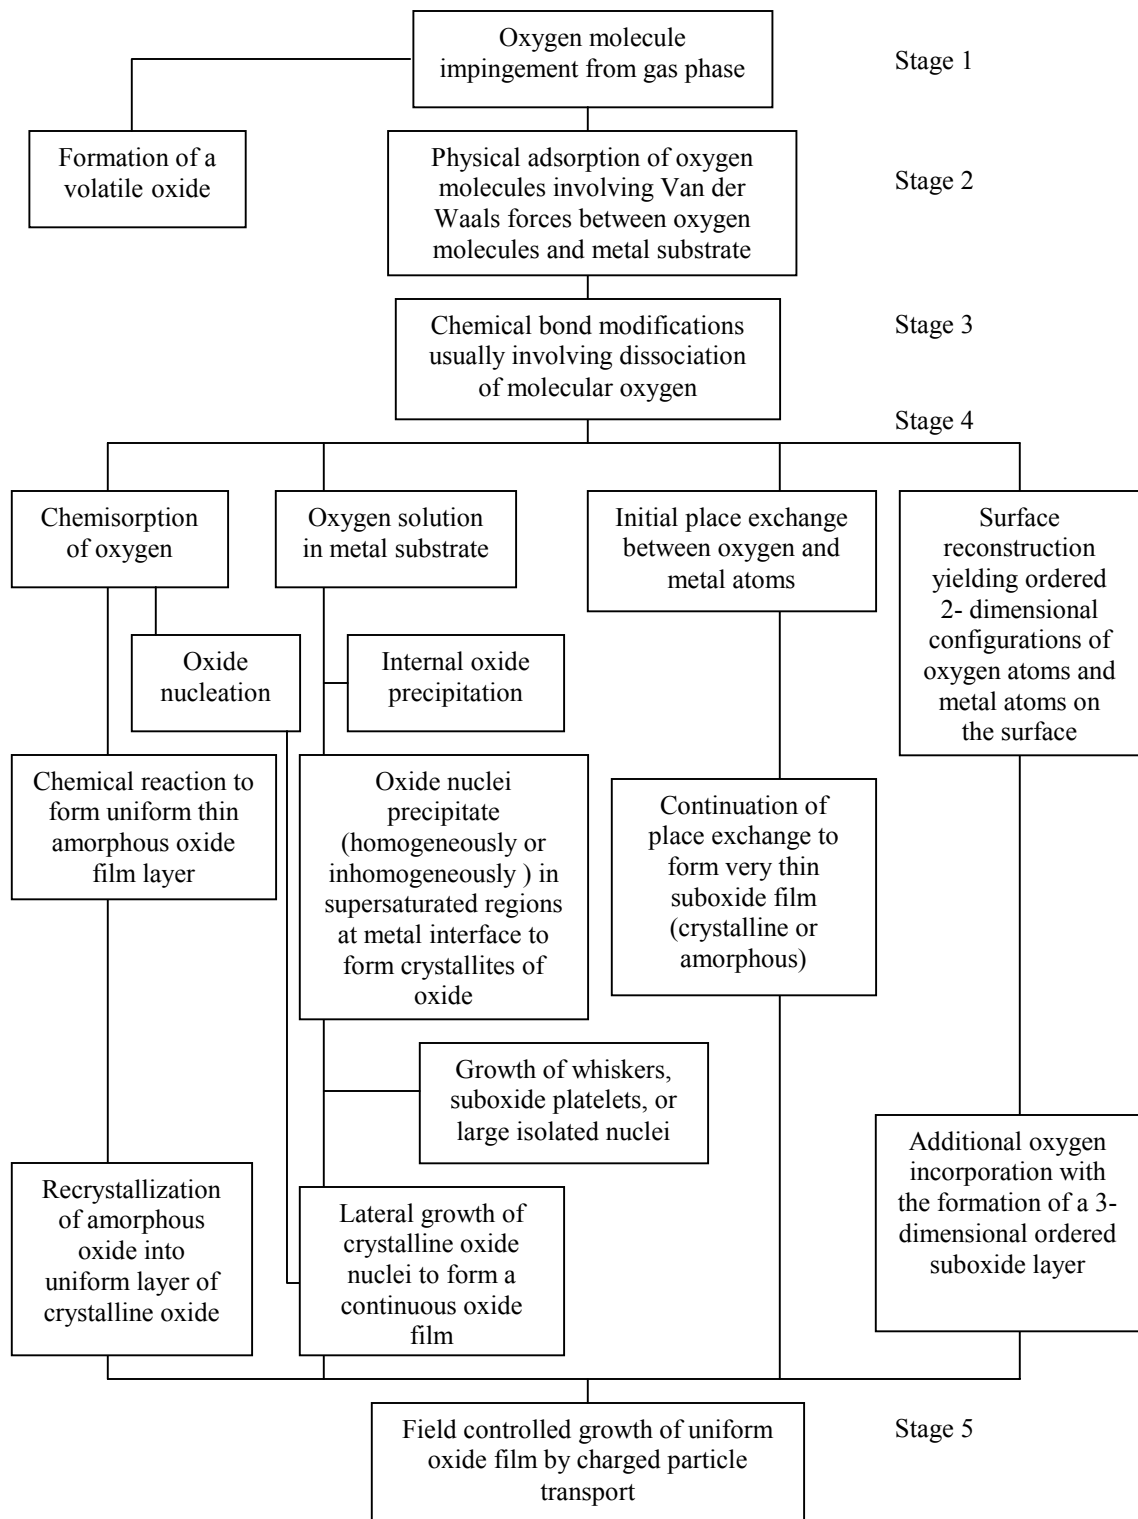 Oxygen molecule
impingement from gas phase
Stage 1
Formation of a
volatile oxide
Physical adsorption of oxygen
molecules involving Van der
Waals forces between oxygen
molecules and metal substrate
Stage 2
Chemical bond modifications
usually involving dissociation
of molecular oxygen
Stage 3
Stage 4
Chemisorption
of oxygen
Oxygen solution
in metal substrate
Initial place exchange
between oxygen and
metal atoms
Surface
reconstruction
yielding ordered
2- dimensional
configurations of
oxygen atoms and
metal atoms on
the surface
Oxide
nucleation
Internal oxide
precipitation
Chemical reaction to
form uniform thin
amorphous oxide
film layer
Oxide nuclei
precipitate
(homogeneously or
inhomogeneously ) in
supersaturated regions
at metal interface to
form crystallites of
oxide
Continuation of
place exchange to
form very thin
suboxide film
(crystalline or
amorphous)
Growth of whiskers,
suboxide platelets, or
large isolated nuclei
Additional oxygen
incorporation with
the formation of a 3-
dimensional ordered
suboxide layer
Recrystallization
of amorphous
oxide into
uniform layer of
crystalline oxide
Lateral growth of
crystalline oxide
nuclei to form a
continuous oxide
film
Field controlled growth of uniform
oxide film by charged particle
transport
Stage 5